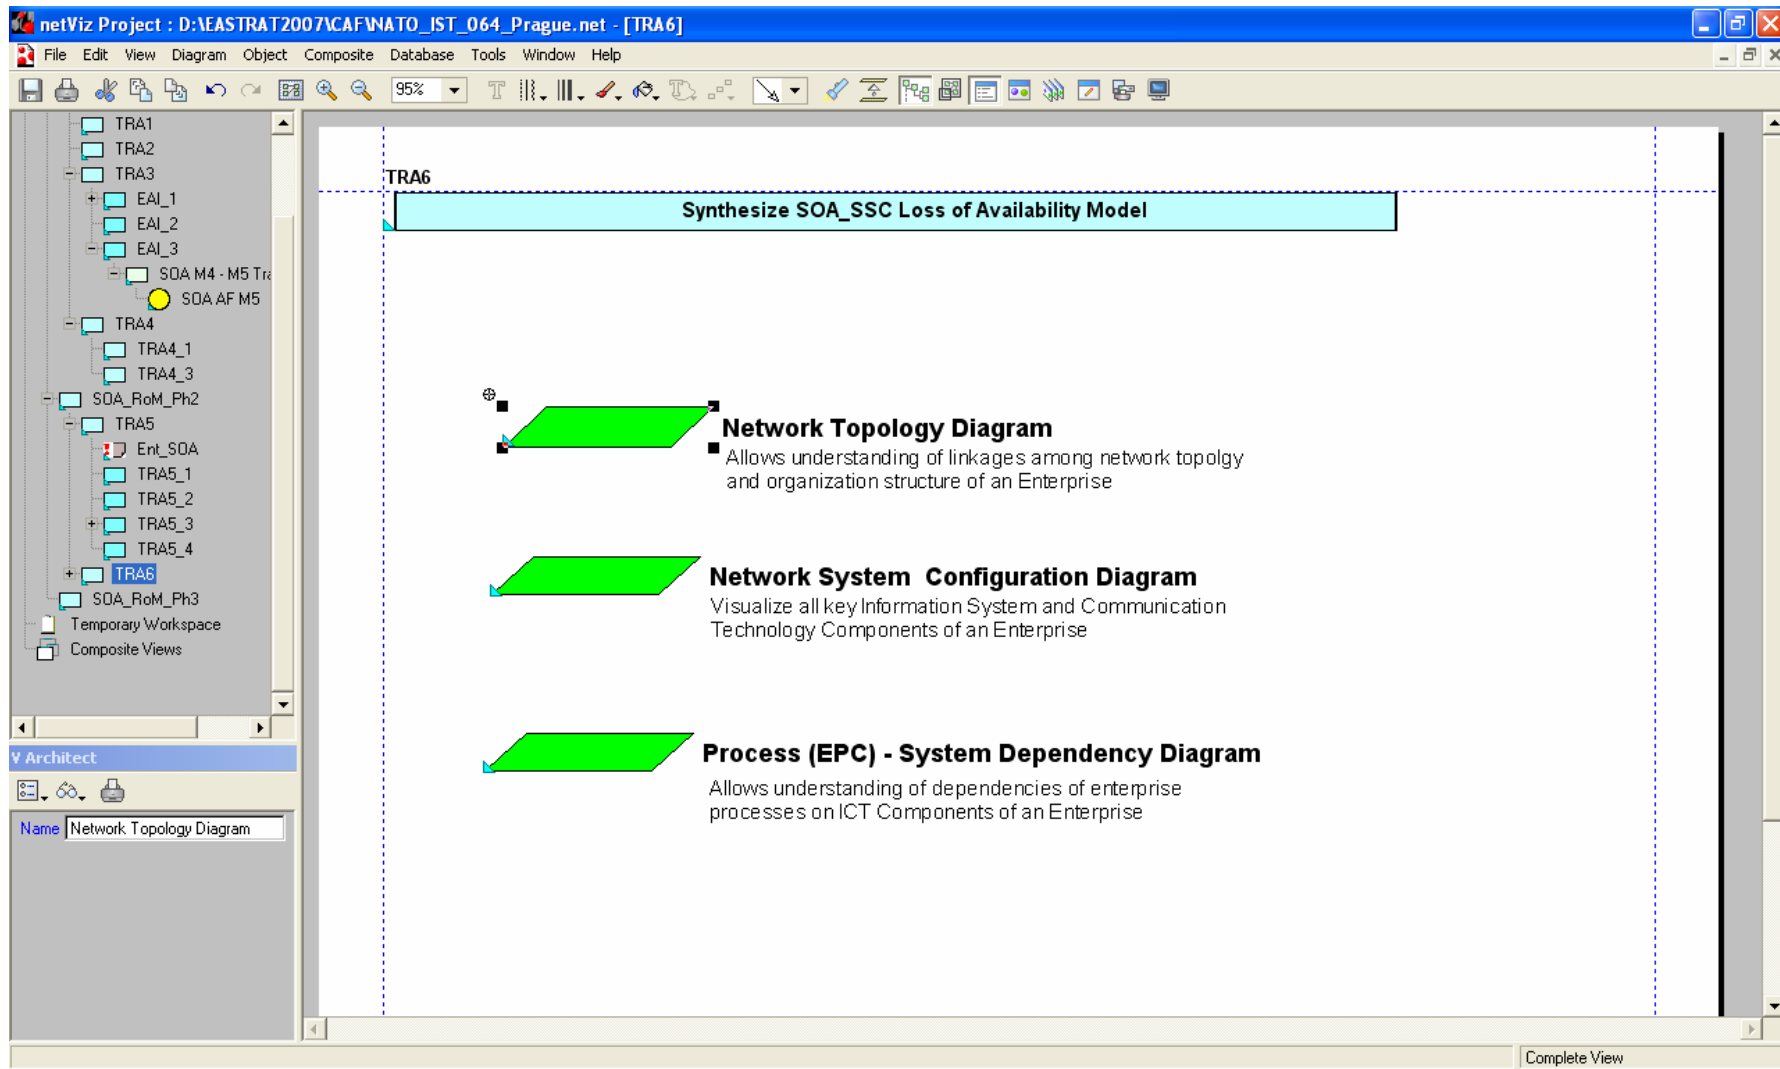 netViz Project : D:\EASTRAT2007\CAF\NATO_IST_064_Prague.net - [TRA6]
File Edit View Diagram Object Composite Database Tools Window Help
95%
TRA1
TRA2
TRA3
EAI_1
EAI_2
EAI_3
SOA M4 - M5 Tra
SOA AF M5
TRA4
TRA4_1
TRA4_3
SOA_RoM_Ph2
TRA5
Ent_SOA
TRA5_1
TRA5_2
TRA5_3
TRA5_4
TRA6
SOA_RoM_Ph3
Temporary Workspace
Composite Views
V Architect
Name Network Topology Diagram
TRA6
Synthesize SOA_SSC Loss of Availability Model
Network Topology Diagram
Allows understanding of linkages among network topolgy
and organization structure of an Enterprise
Network System Configuration Diagram
Visualize all key Information System and Communication
Technology Components of an Enterprise
Process (EPC) - System Dependency Diagram
Allows understanding of dependencies of enterprise
processes on ICT Components of an Enterprise
Complete View